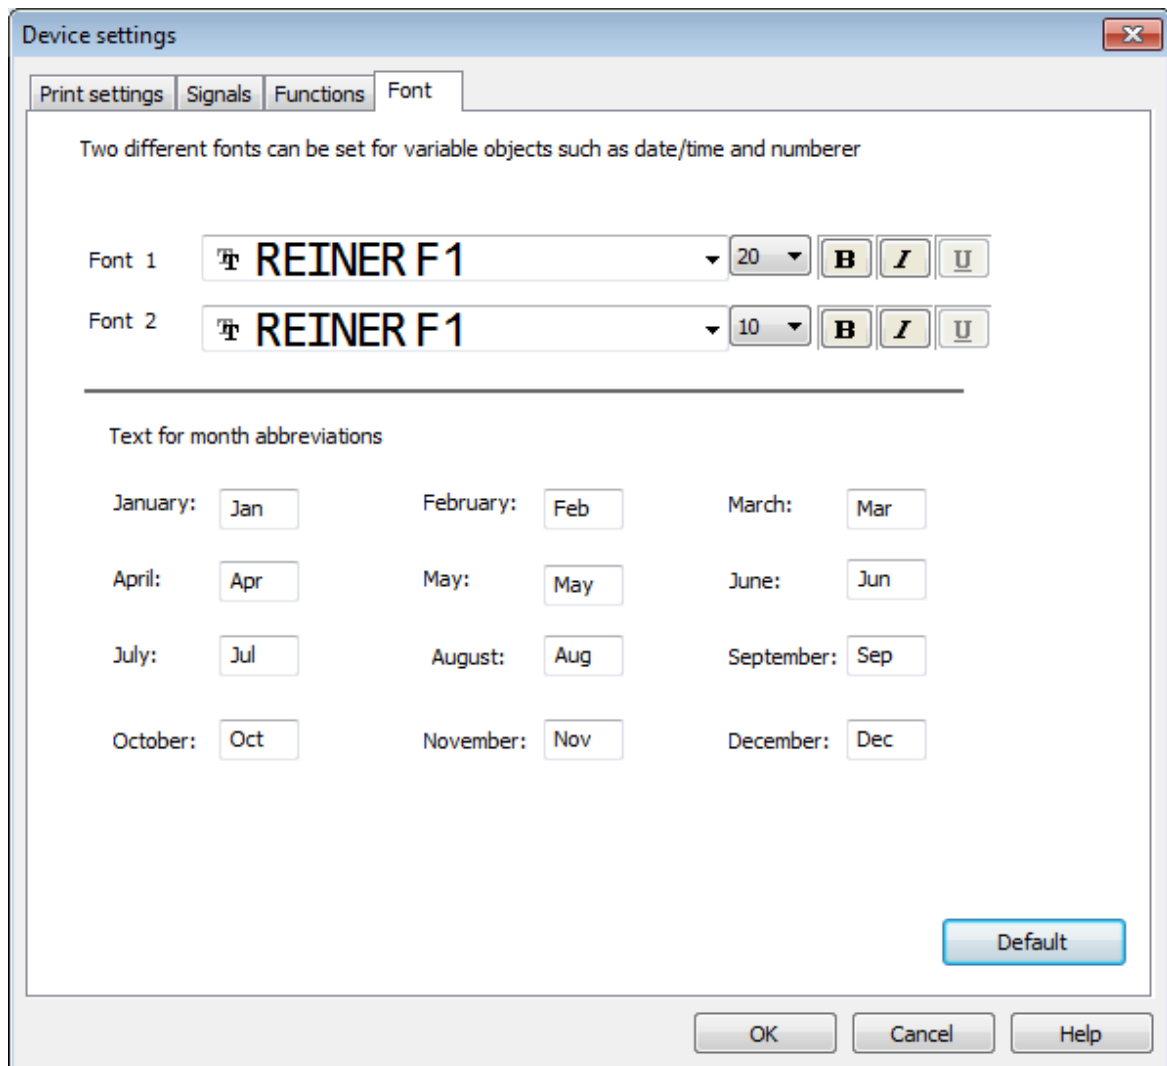 Device settings
Print settings Signals Functions Font
Two different fonts can be set for variable objects such as date/time and numberer
Font 1 REINER F1 20 B I U
Font 2 REINER F1 10 B I U
Text for month abbreviations
January: Jan February: Feb March: Mar
April: Apr May: May June: Jun
July: Jul August: Aug September: Sep
October: Oct November: Nov December: Dec
Default
OK Cancel Help